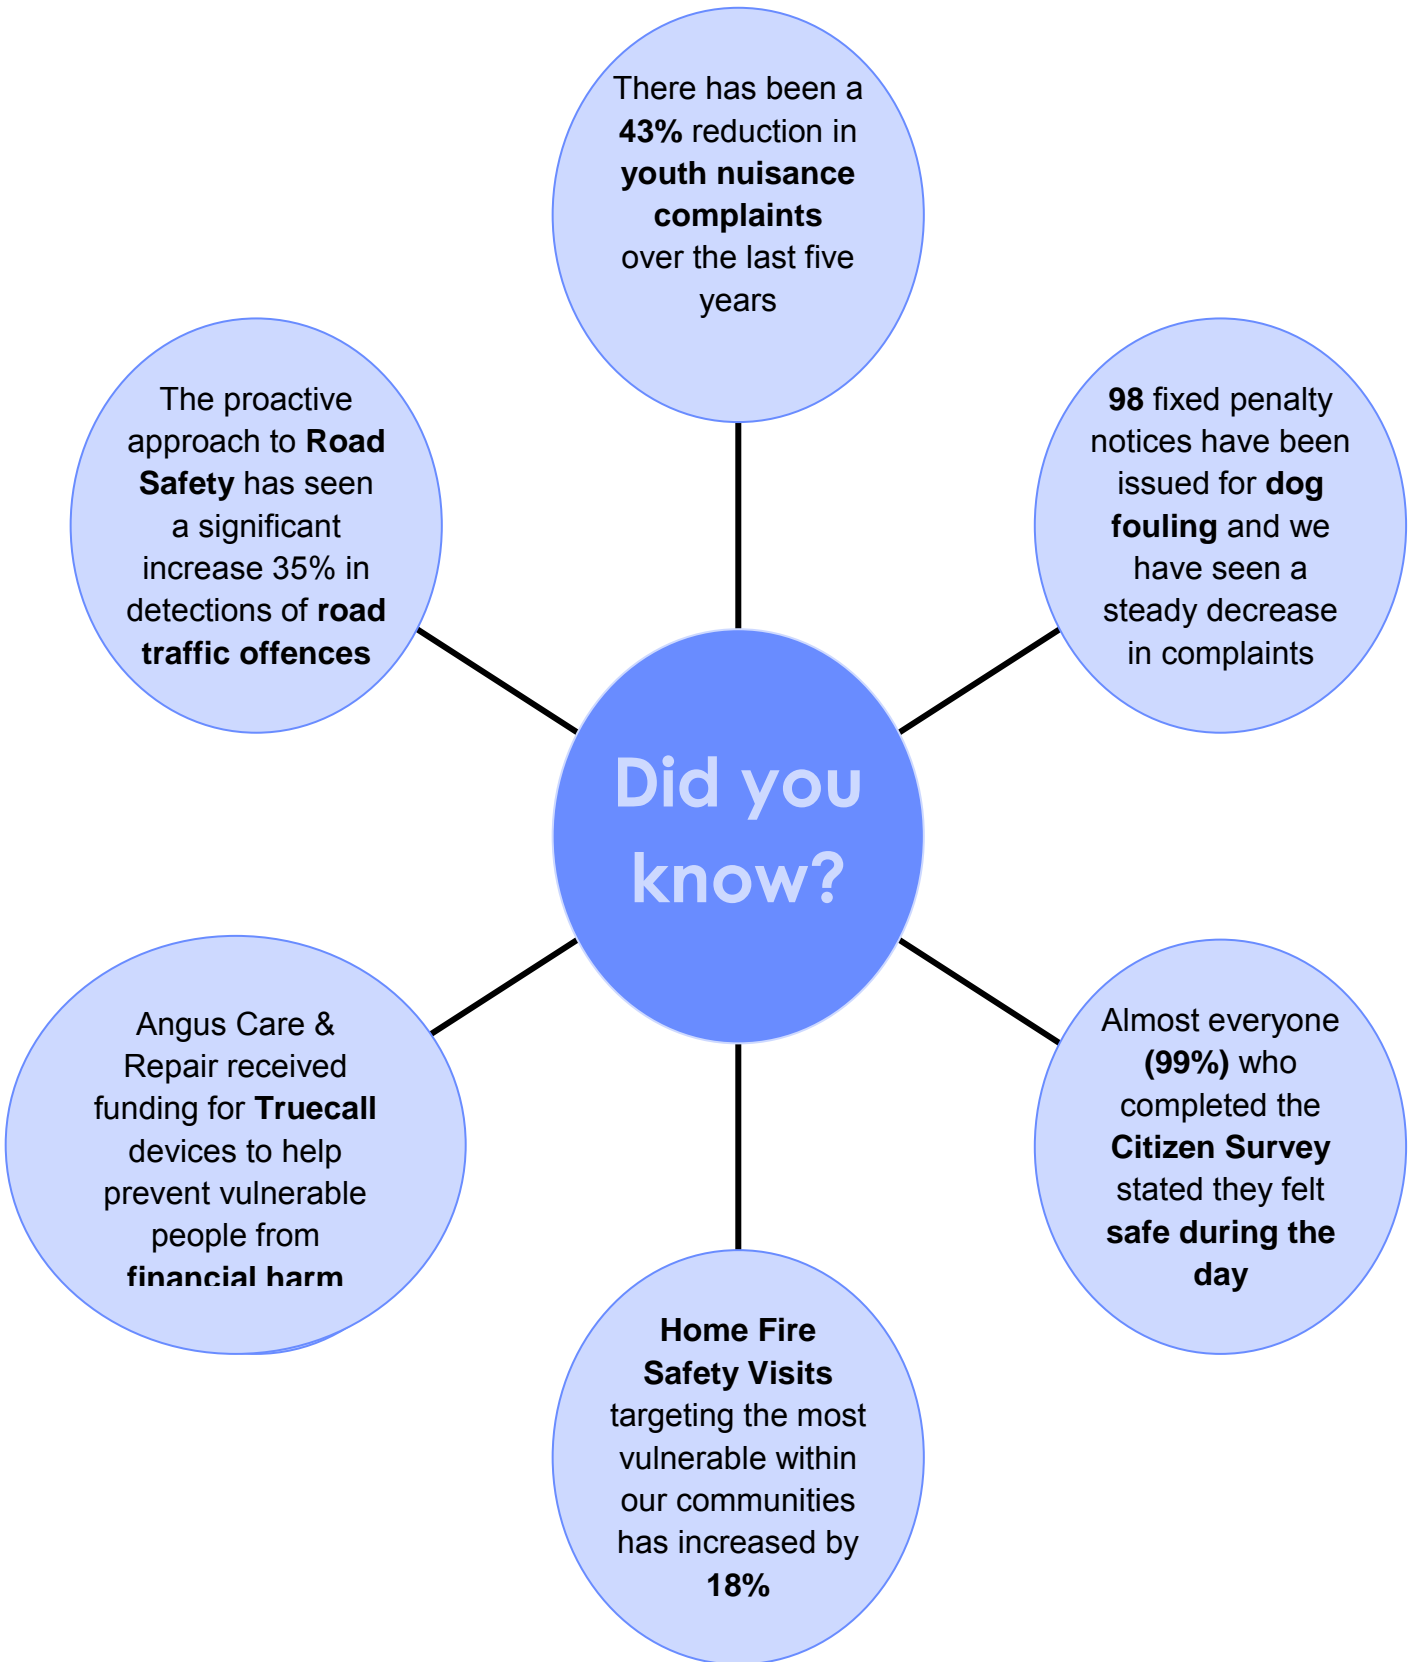 There has been a
43% reduction in
youth nuisance
complaints
over the last five
years
98 fixed penalty
notices have been
issued for dog
fouling and we
have seen a
steady decrease
in complaints
Almost everyone
(99%) who
completed the
Citizen Survey
stated they felt
safe during the
day
Home Fire
Safety Visits
targeting the most
vulnerable within
our communities
has increased by
18%
Angus Care &
Repair received
funding for Truecall
devices to help
prevent vulnerable
people from
financial harm
The proactive
approach to Road
Safety has seen
a significant
increase 35% in
detections of road
traffic offences
Did you
know?